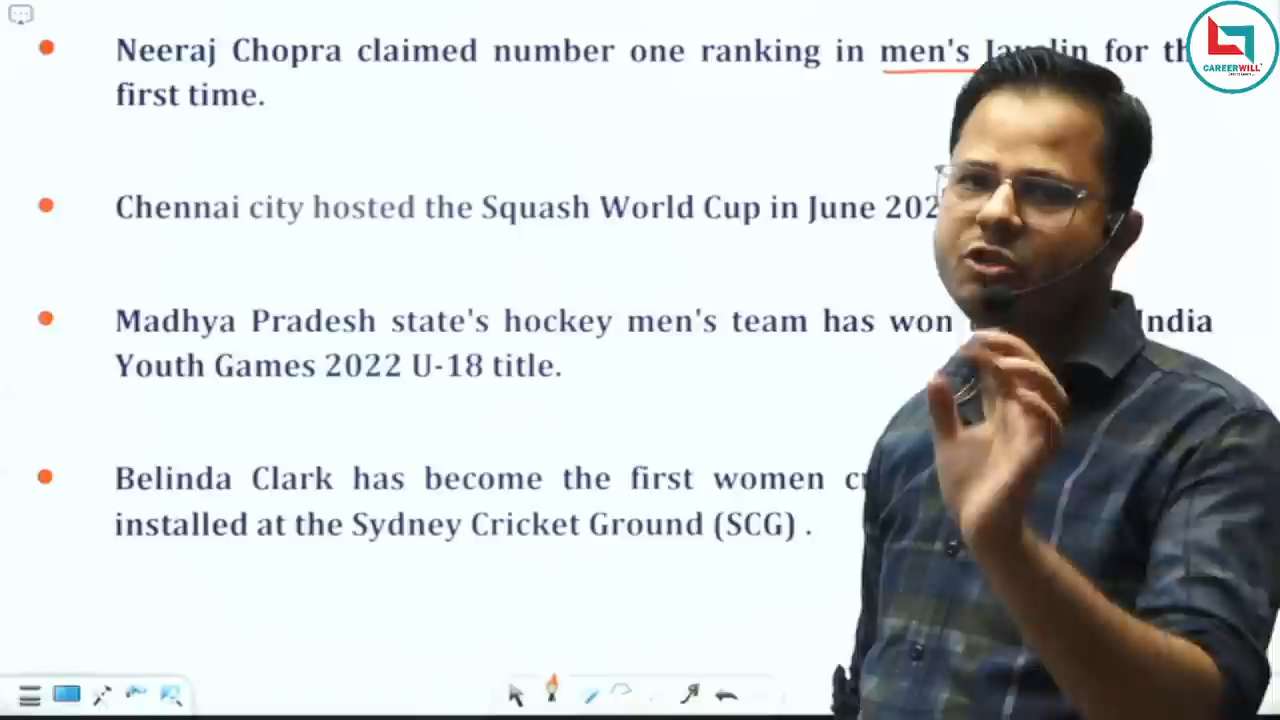 Neeraj Chopra claimed number one ranking in men's for
first time.
Chennai city hosted the Squash World Cup in June
Madhya Pradesh state's hockey men's team has won India
Youth Games 2022 U-18 title.
Belinda Clark has become the first women
installed at the Sydney Cricket Ground (SCG) .
CAREERWILL